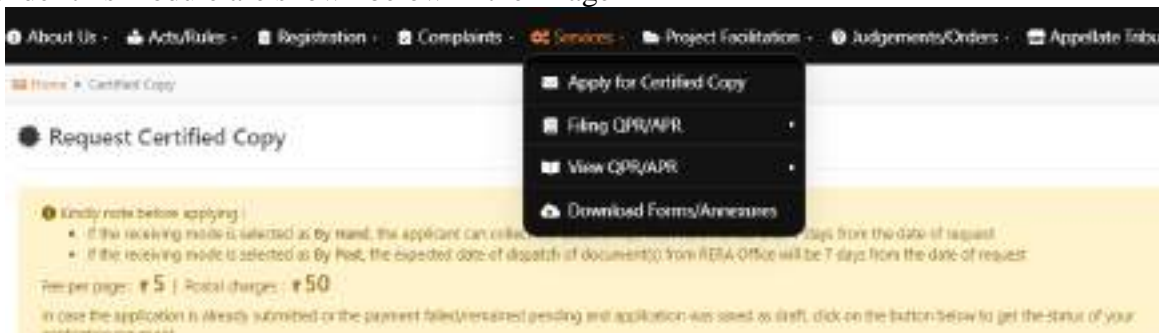 About Us Acts/Rules Registration Complaints Services Project Facilitation Judgements/Orders Appellate
Home Certified Copy
Apply for Certified Copy
Request Certified Copy
Filing QPR/APR
View QPR/APR
Download Forms/Annexures
Kindly note before applying :
If the receiving mode is selected as By Hand, the applicant can collect days from the date of request
If the receiving mode is selected as By Post, the expected date of dispatch of document(s) from RERA Office will be 7 days from the date of request
Fee per page : ₹ 5 | Postal charges : ₹ 50
In case the application is already submitted or the payment failed/remained pending and application was saved as draft, click on the button below to get the status of your